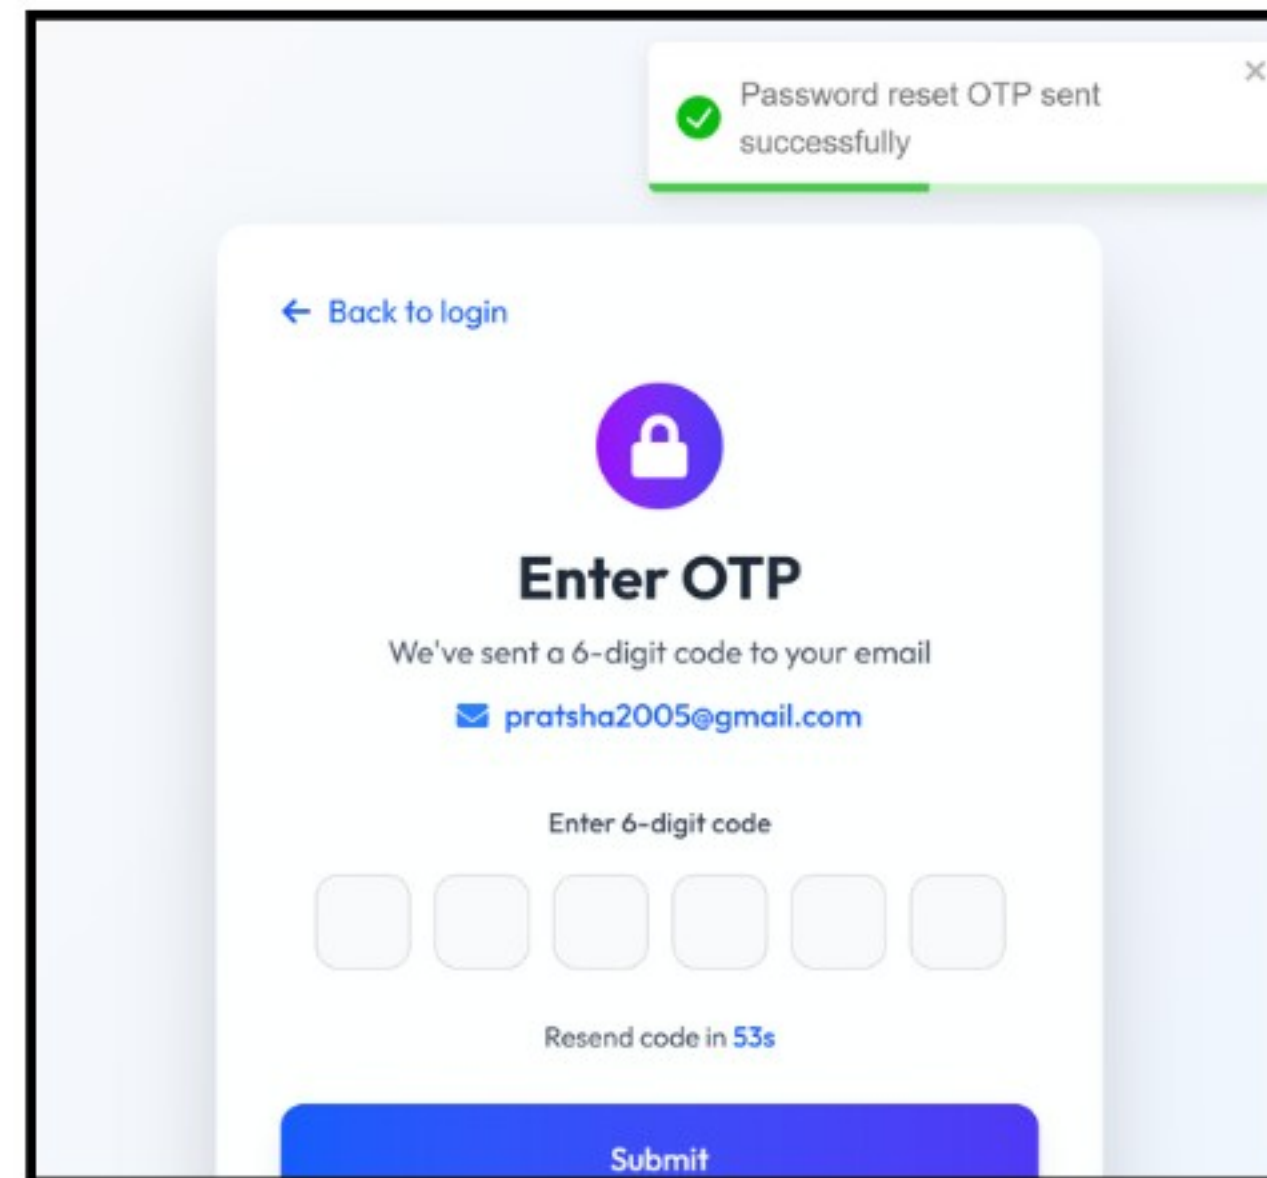 Password reset OTP sent
successfully
Back to login
Enter OTP
We've sent a 6-digit code to your email
pratsha2005@gmail.com
Enter 6-digit code
Resend code in 53s
Submit